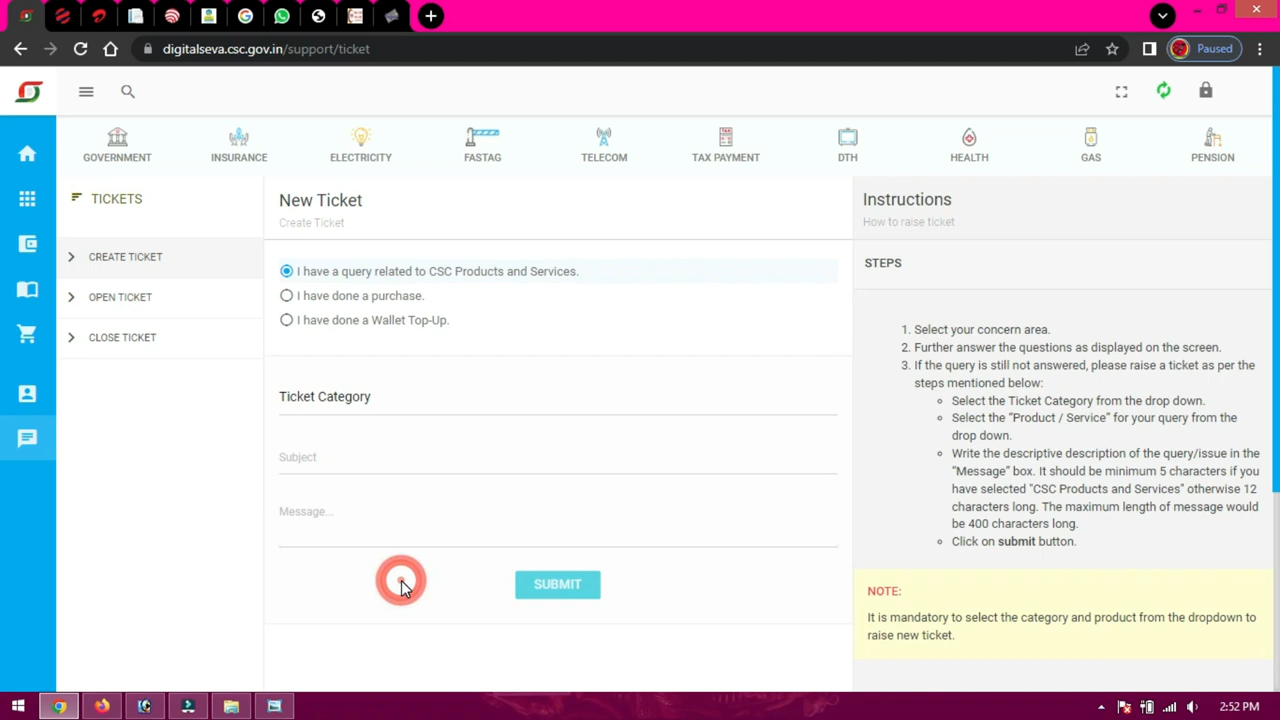 Paused
digitalseva.csc.gov.in/support/ticket
GOVERNMENT
INSURANCE
ELECTRICITY
FASTAG
TELECOM
TAX PAYMENT
DTH
HEALTH
GAS
PENSION
TICKETS
CREATE TICKET
OPEN TICKET
CLOSE TICKET
New Ticket
Create Ticket
I have a query related to CSC Products and Services.
I have done a purchase.
I have done a Wallet Top-Up.
Ticket Category
Subject
Message...
SUBMIT
Instructions
How to raise ticket
STEPS
1. Select your concern area.
2. Further answer the questions as displayed on the screen.
3. If the query is still not answered, please raise a ticket as per the
steps mentioned below:
Select the Ticket Category from the drop down.
Select the “Product / Service” for your query from the
drop down.
Write the descriptive description of the query/issue in the
“Message” box. It should be minimum 5 characters if you
have selected "CSC Products and Services" otherwise 12
characters long. The maximum length of message would
be 400 characters long.
Click on submit button.
NOTE:
It is mandatory to select the category and product from the dropdown to
raise new ticket.
2:52 PM